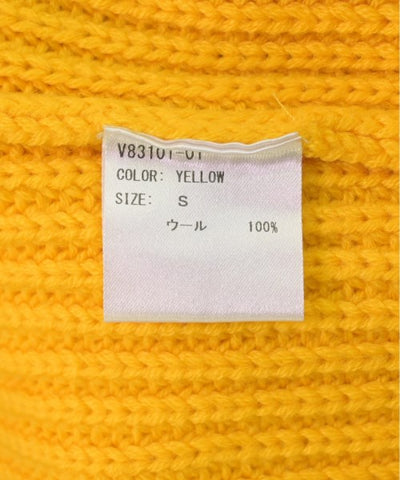 V83101-01
COLOR: YELLOW
SIZE: S
ウール 100%